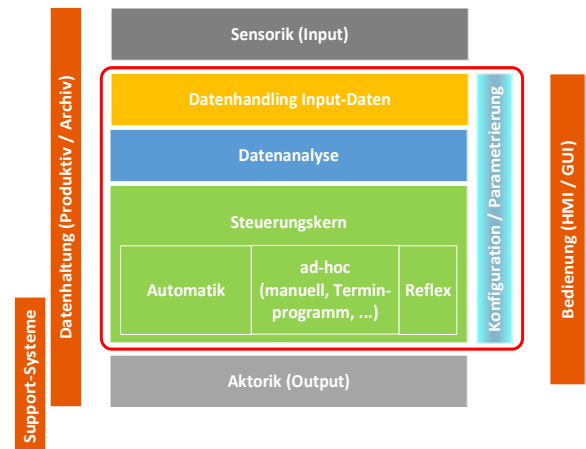 Sensorik (Input)
Datenhandling Input-Daten
Datenanalyse
Steuerungskern
Automatik
ad-hoc
(manuell, Termin-
programm, ...)
Reflex
Aktorik (Output)
Konfiguration / Parametrierung
Bedienung (HMI / GUI)
Datenhaltung (Produktiv / Archiv)
Support-Systeme